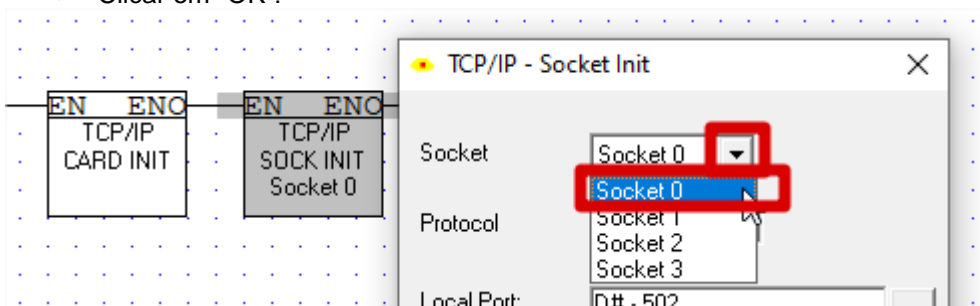 Clicar em "OK".
TCP/IP - Socket Init
EN ENO
TCP/IP
CARD INIT
EN ENO
TCP/IP
SOCK INIT
Socket 0
Socket
Socket 0
Socket 0
Socket 1
Socket 2
Socket 3
Protocol
Local Port:
D# - 502